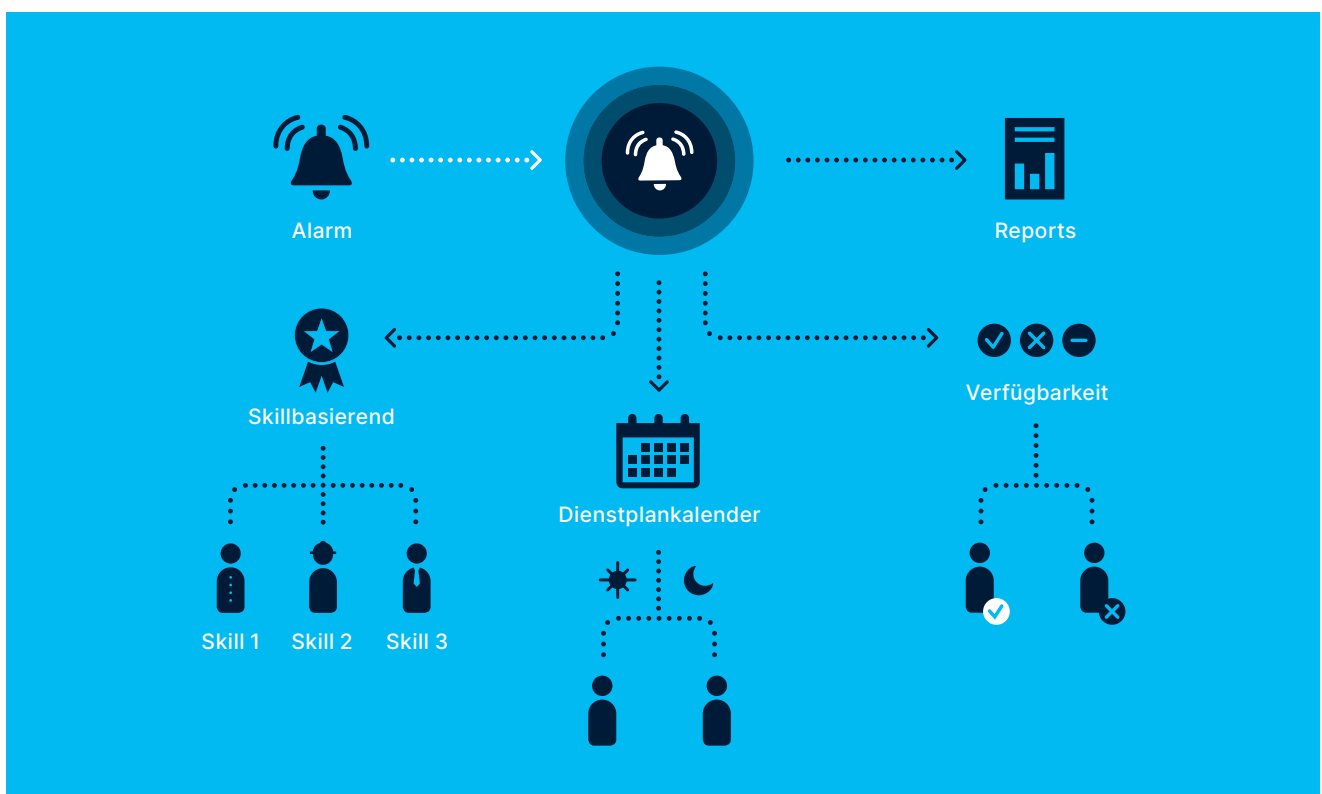 Alarm
Reports
Skillbasierend
Verfügbarkeit
Dienstplankalender
Skill 1
Skill 2
Skill 3